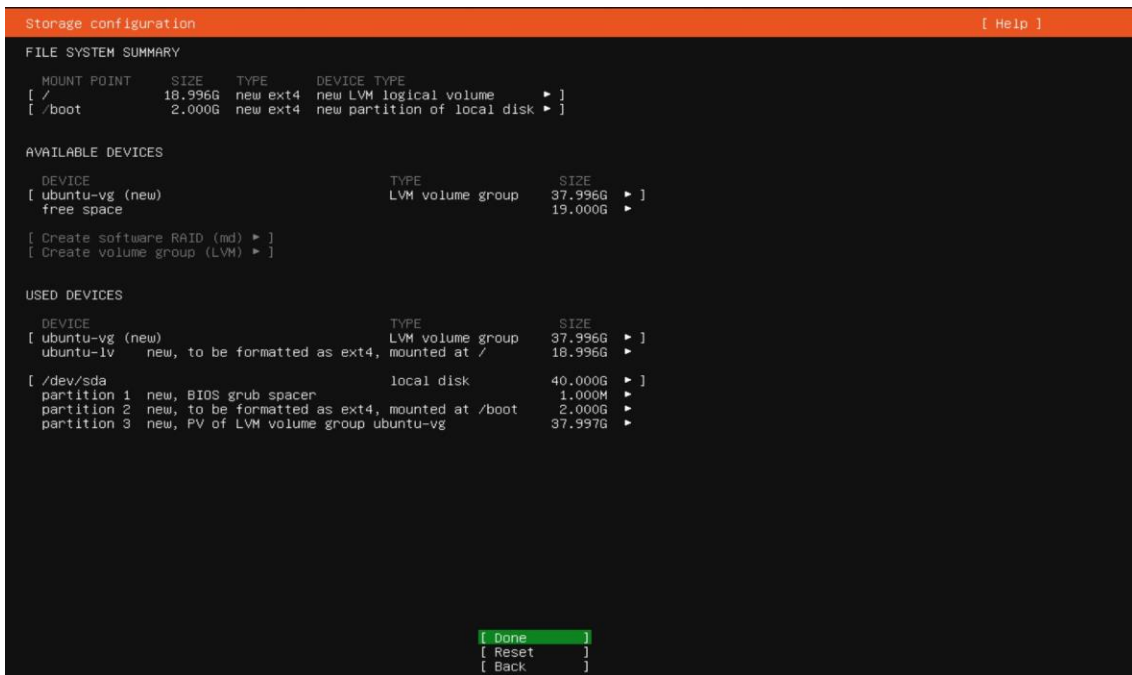 Storage configuration [ Help ]
FILE SYSTEM SUMMARY
MOUNT POINT SIZE TYPE DEVICE TYPE
[ / 18.996G new ext4 new LVM logical volume ► ]
[ /boot 2.000G new ext4 new partition of local disk ► ]
AVAILABLE DEVICES
DEVICE TYPE SIZE
[ ubuntu-vg (new) LVM volume group 37.996G ► ]
free space 19.000G ►
[ Create software RAID (md) ► ]
[ Create volume group (LVM) ► ]
USED DEVICES
DEVICE TYPE SIZE
[ ubuntu-vg (new) LVM volume group 37.996G ► ]
ubuntu-lv new, to be formatted as ext4, mounted at / 18.996G ►
[ /dev/sda local disk 40.000G ► ]
partition 1 new, BIOS grub spacer 1.000M ►
partition 2 new, to be formatted as ext4, mounted at /boot 2.000G ►
partition 3 new, PV of LVM volume group ubuntu-vg 37.997G ►
[ Done ]
[ Reset ]
[ Back ]